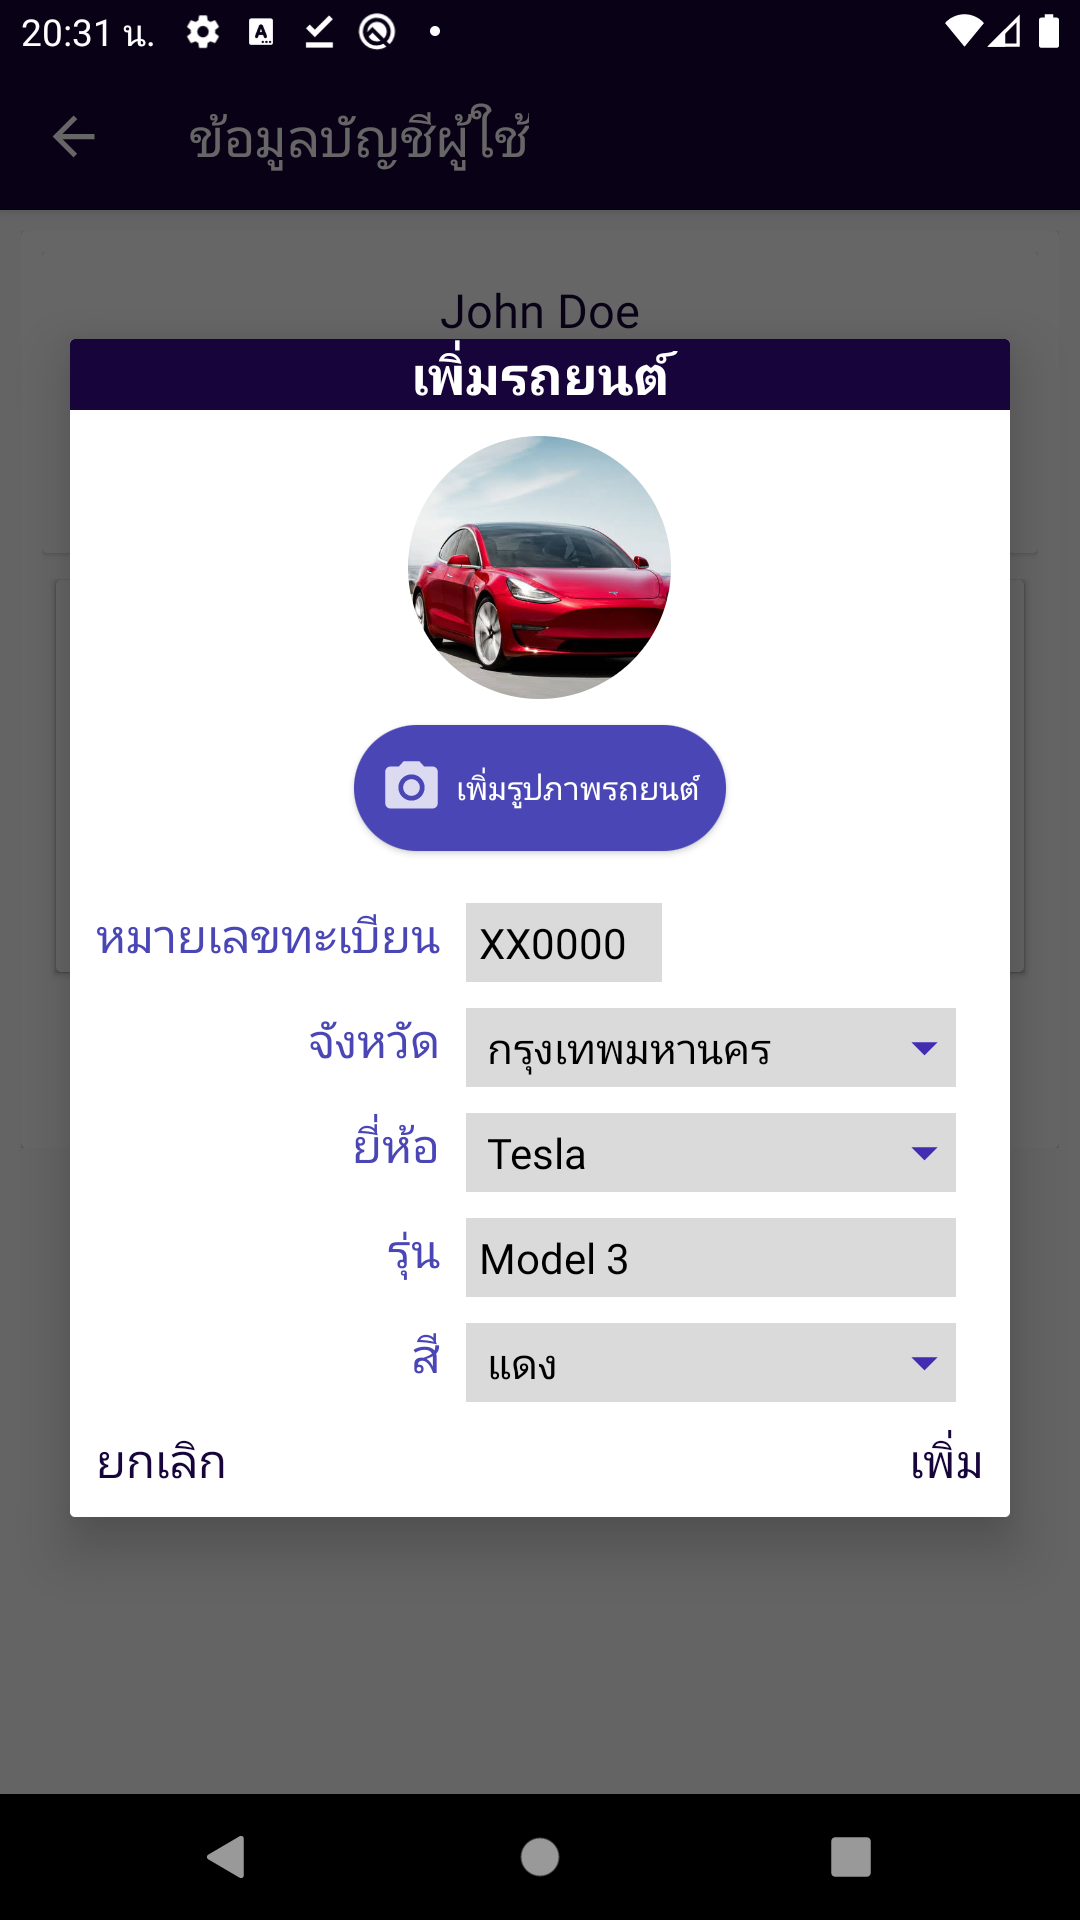 20:31 น.
ข้อมูลบัญชีผู้ใช้
John Doe
เพิ่มรถยนต์
เพิ่มรูปภาพรถยนต์
หมายเลขทะเบียน XX0000
จังหวัด กรุงเทพมหานคร
ยี่ห้อ Tesla
รุ่น Model 3
สี แดง
ยกเลิก เพิ่ม